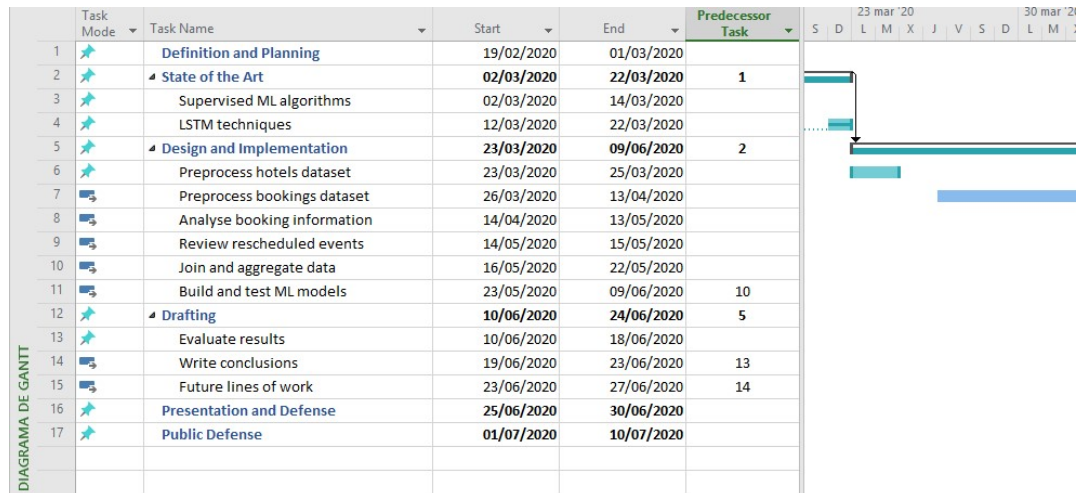 Task Mode Task Name Start End Predecessor Task
23 mar '20 30 mar '20
S D L M X J V S D L M
1 Definition and Planning 19/02/2020 01/03/2020
2 State of the Art 02/03/2020 22/03/2020 1
3 Supervised ML algorithms 02/03/2020 14/03/2020
4 LSTM techniques 12/03/2020 22/03/2020
5 Design and Implementation 23/03/2020 09/06/2020 2
6 Preprocess hotels dataset 23/03/2020 25/03/2020
7 Preprocess bookings dataset 26/03/2020 13/04/2020
8 Analyse booking information 14/04/2020 13/05/2020
9 Review rescheduled events 14/05/2020 15/05/2020
10 Join and aggregate data 16/05/2020 22/05/2020
11 Build and test ML models 23/05/2020 09/06/2020 10
12 Drafting 10/06/2020 24/06/2020 5
13 Evaluate results 10/06/2020 18/06/2020
14 Write conclusions 19/06/2020 23/06/2020 13
15 Future lines of work 23/06/2020 27/06/2020 14
16 Presentation and Defense 25/06/2020 30/06/2020
17 Public Defense 01/07/2020 10/07/2020
DIAGRAMA DE GANTT